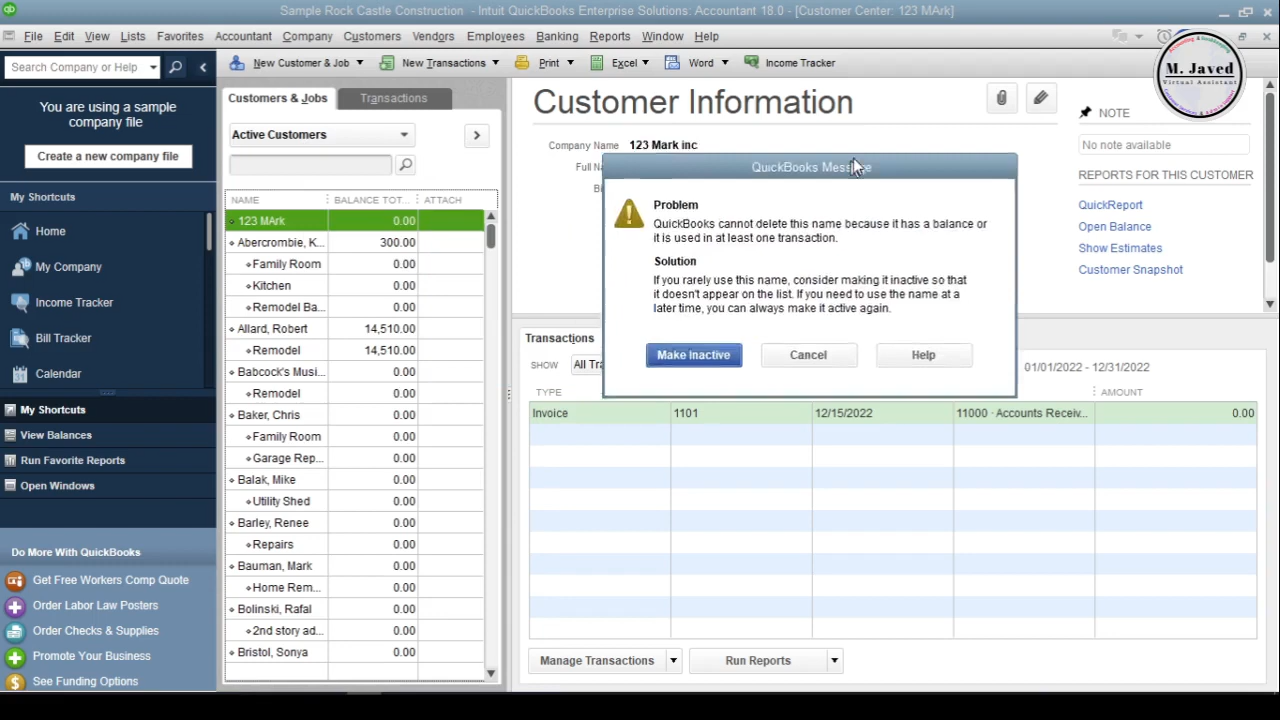 Sample Rock Castle Construction - Intuit QuickBooks Enterprise Solutions: Accountant 18.0 - [Customer Center: 123 MArk]
File Edit View Lists Favorites Accountant Company Customers Vendors Employees Banking Reports Window Help
Search Company or Help
New Customer & Job
New Transactions
Print
Excel
Word
Income Tracker
M. Javed
Virtual Assistant
You are using a sample
company file
Create a new company file
My Shortcuts
Home
My Company
Income Tracker
Bill Tracker
Calendar
My Shortcuts
View Balances
Run Favorite Reports
Open Windows
Do More With QuickBooks
Get Free Workers Comp Quote
Order Labor Law Posters
Order Checks & Supplies
Promote Your Business
See Funding Options
Customers & Jobs
Transactions
Active Customers
NAME BALANCE TOT... ATTACH
123 MArk 0.00
Abercrombie, K... 300.00
Family Room 0.00
Kitchen 0.00
Remodel Ba... 0.00
Allard, Robert 14,510.00
Remodel 14,510.00
Babcock's Musi... 0.00
Remodel 0.00
Baker, Chris 0.00
Family Room 0.00
Garage Rep... 0.00
Balak, Mike 0.00
Utility Shed 0.00
Barley, Renee 0.00
Repairs 0.00
Bauman, Mark 0.00
Home Rem... 0.00
Bolinski, Rafal 0.00
2nd story ad... 0.00
Bristol, Sonya 0.00
Customer Information
Company Name 123 Mark inc
QuickBooks Mess
Problem
QuickBooks cannot delete this name because it has a balance or
it is used in at least one transaction.
Solution
If you rarely use this name, consider making it inactive so that
it doesn't appear on the list. If you need to use the name at a
later time, you can always make it active again.
Make Inactive
Cancel
Help
NOTE
No note available
REPORTS FOR THIS CUSTOMER
QuickReport
Open Balance
Show Estimates
Customer Snapshot
Transactions
SHOW All
01/01/2022 - 12/31/2022
TYPE AMOUNT
Invoice 1101 12/15/2022 11000 · Accounts Receiv... 0.00
Manage Transactions
Run Reports